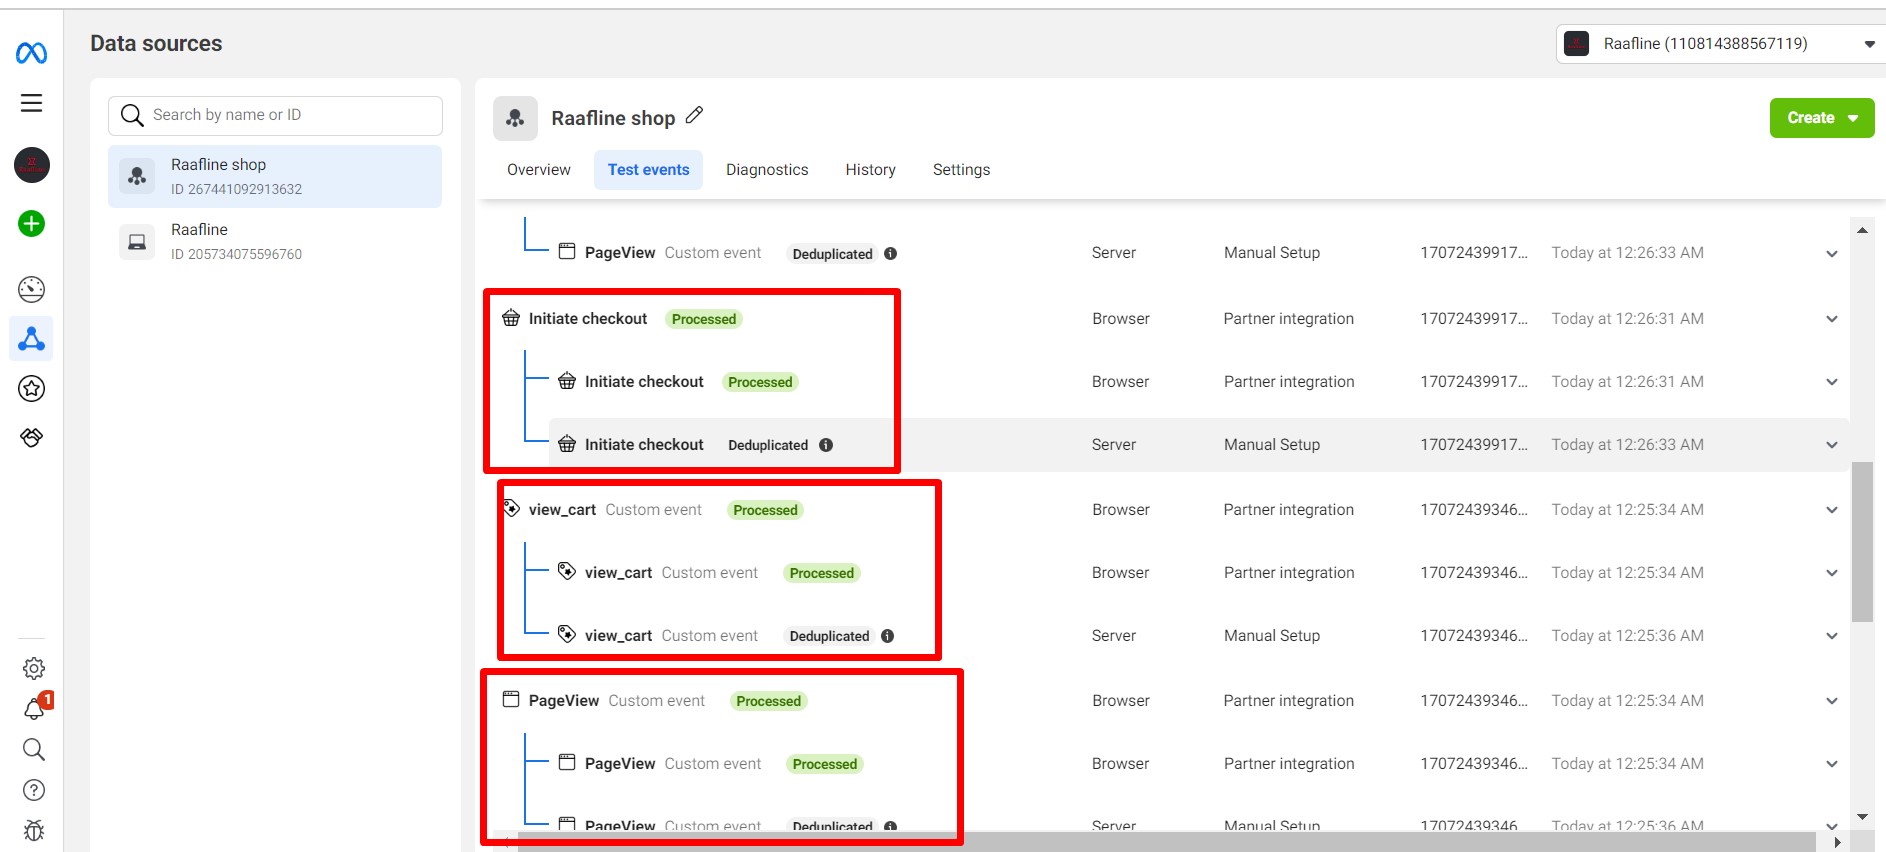 Data sources
Raafline (110814388567119)
Search by name or ID
Raafline shop
ID 267441092913632
Raafline
ID 205734075596760
Raafline shop
Create
Overview Test events Diagnostics History Settings
PageView Custom event Deduplicated Server Manual Setup 17072439917... Today at 12:26:33 AM
Initiate checkout Processed Browser Partner integration 17072439917... Today at 12:26:31 AM
Initiate checkout Processed Browser Partner integration 17072439917... Today at 12:26:31 AM
Initiate checkout Deduplicated Server Manual Setup 17072439917... Today at 12:26:33 AM
view_cart Custom event Processed Browser Partner integration 17072439346... Today at 12:25:34 AM
view_cart Custom event Processed Browser Partner integration 17072439346... Today at 12:25:34 AM
view_cart Custom event Deduplicated Server Manual Setup 17072439346... Today at 12:25:36 AM
PageView Custom event Processed Browser Partner integration 17072439346... Today at 12:25:34 AM
PageView Custom event Processed Browser Partner integration 17072439346... Today at 12:25:34 AM
PageView Custom event Deduplicated Server Manual Setup 17072439346 Today at 12:25:36 AM
1